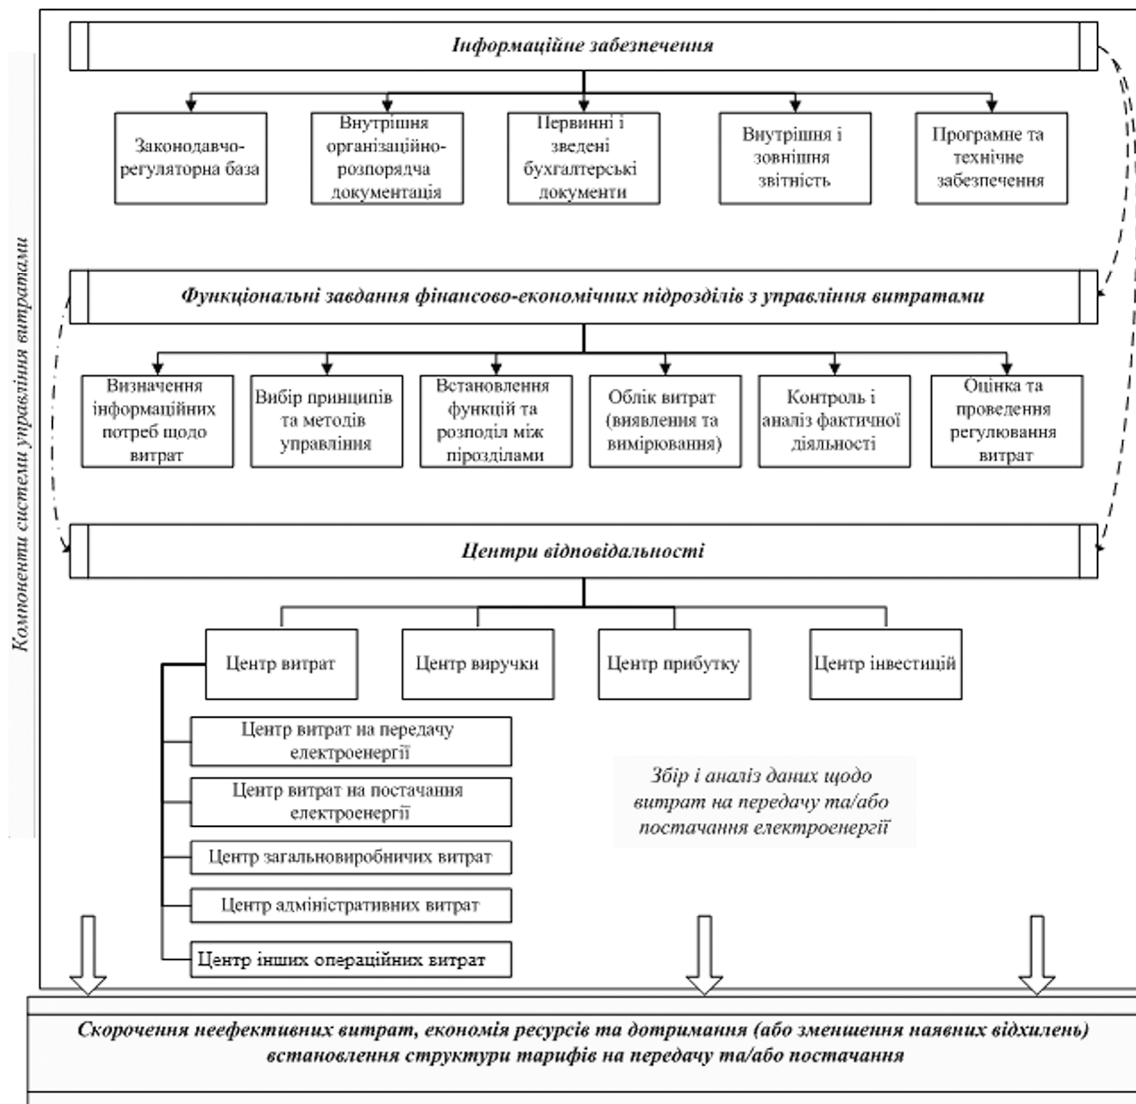 Компоненти системи управління витратами
Інформаційне забезпечення
Законодавчо-
регуляторна база
Внутрішня
організаційно-
розпорядча
документація
Первинні і
зведені
бухгалтерські
документи
Внутрішня і
зовнішня
звітність
Програмне та
технічне
забезпечення
Функціональні завдання фінансово-економічних підрозділів з управління витратами
Визначення
інформаційних
потреб щодо
витрат
Вибір принципів
та методів
управління
Встановлення
функцій та
розподіл між
пірозділами
Облік витрат
(виявлення та
вимірювання)
Контроль і
аналіз фактичної
діяльності
Оцінка та
проведення
регулювання
витрат
Центри відповідальності
Центр витрат
Центр виручки
Центр прибутку
Центр інвестицій
Центр витрат на передачу
електроенергії
Центр витрат на постачання
електроенергії
Центр загальновиробничих витрат
Центр адміністративних витрат
Центр інших операційних витрат
Збір і аналіз даних щодо
витрат на передачу та/або
постачання електроенергії
Скорочення неефективних витрат, економія ресурсів та дотримання (або зменшення наявних відхилень)
встановлення структури тарифів на передачу та/або постачання